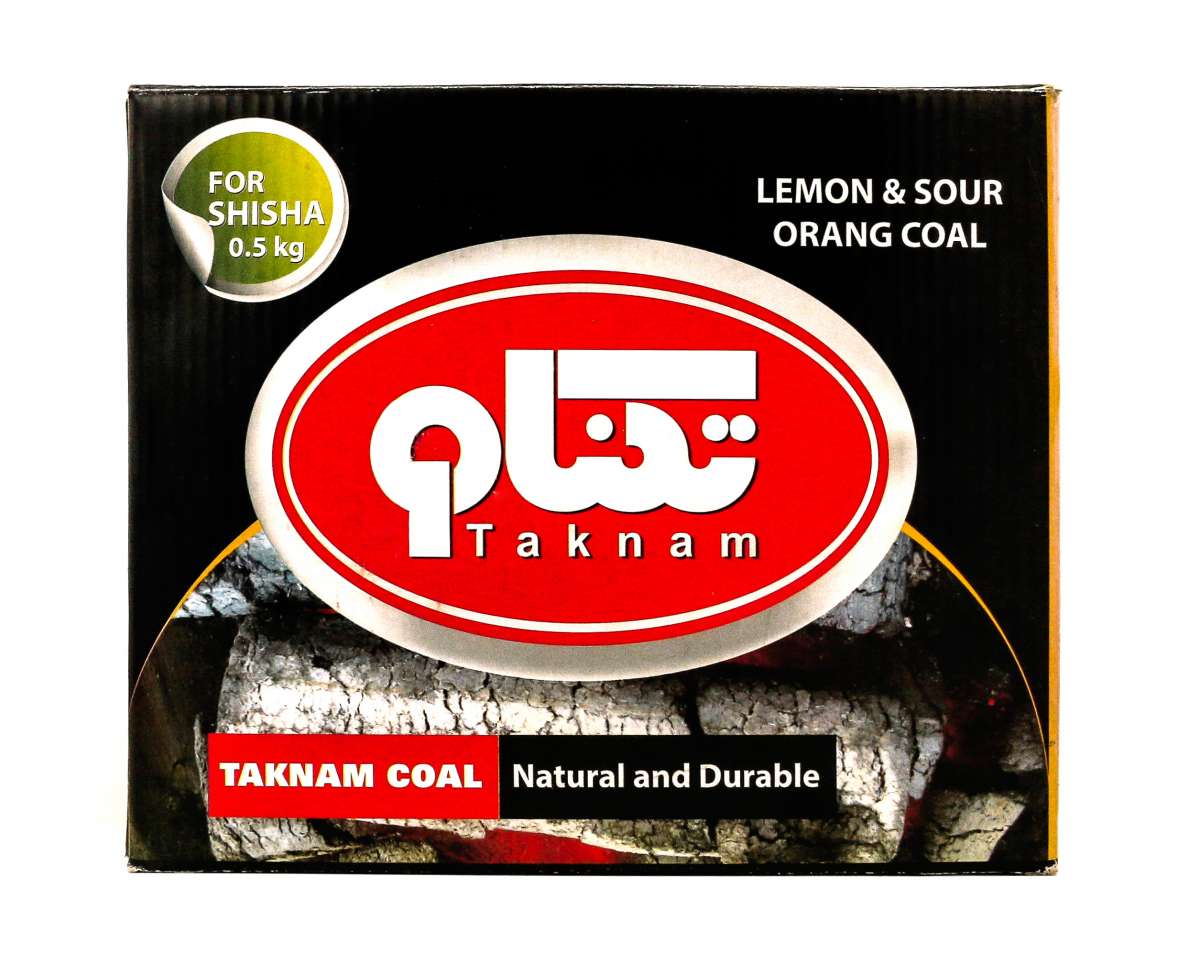 FOR
SHISHA
0.5 kg
LEMON & SOUR
ORANG COAL
تکنام
Taknam
TAKNAM COAL
Natural and Durable